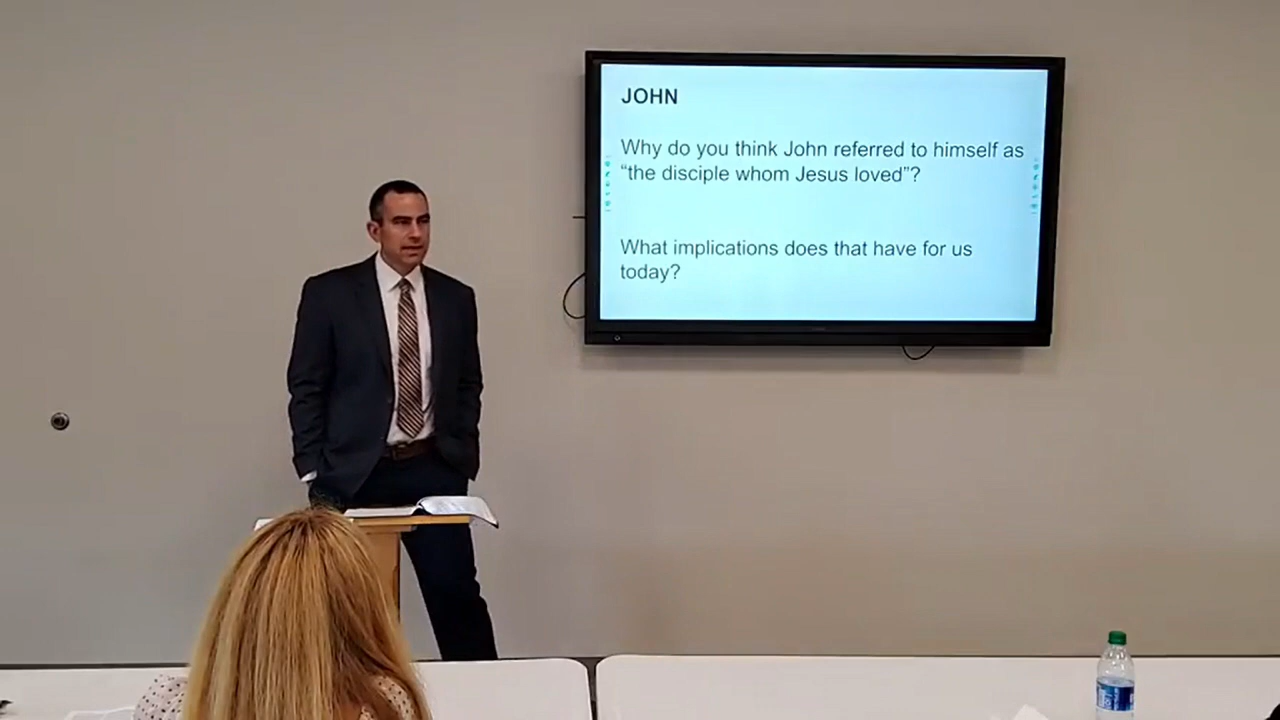 JOHN
Why do you think John referred to himself as
“the disciple whom Jesus loved”?
What implications does that have for us
today?